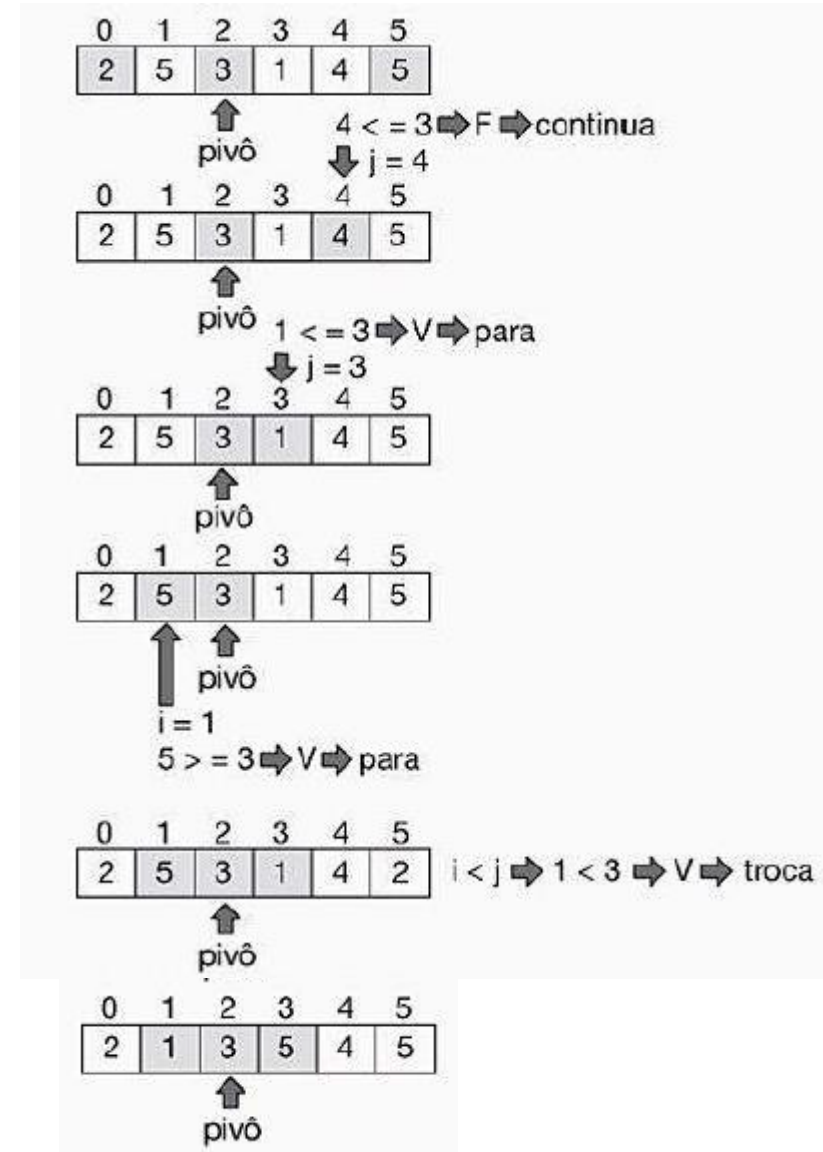 0 1 2 3 4 5
2 5 3 1 4 5
pivô
4 < = 3 ➡ F ➡ continua
j = 4
0 1 2 3 4 5
2 5 3 1 4 5
pivô
1 < = 3 ➡ V ➡ para
j = 3
0 1 2 3 4 5
2 5 3 1 4 5
pivô
0 1 2 3 4 5
2 5 3 1 4 5
pivô
i = 1
5 > = 3 ➡ V ➡ para
0 1 2 3 4 5
2 5 3 1 4 2 i < j ➡ 1 < 3 ➡ V ➡ troca
pivô
0 1 2 3 4 5
2 1 3 5 4 5
pivô